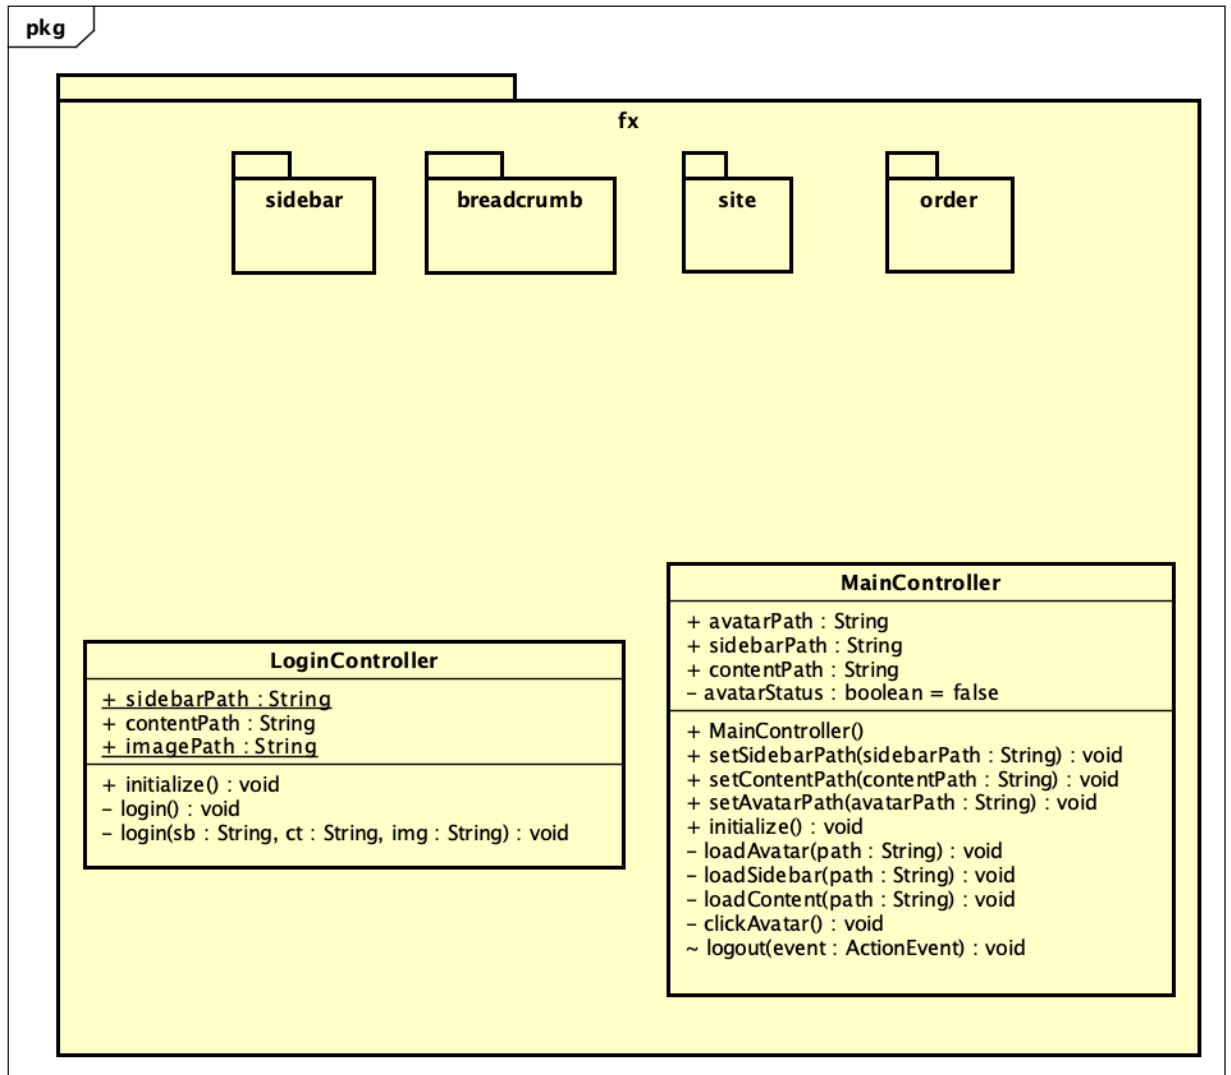 pkg
fx
sidebar
breadcrumb
site
order
LoginController
+ sidebarPath : String
+ contentPath : String
+ imagePath : String
+ initialize() : void
– login() : void
– login(sb : String, ct : String, img : String) : void
MainController
+ avatarPath : String
+ sidebarPath : String
+ contentPath : String
– avatarStatus : boolean = false
+ MainController()
+ setSidebarPath(sidebarPath : String) : void
+ setContentPath(contentPath : String) : void
+ setAvatarPath(avatarPath : String) : void
+ initialize() : void
– loadAvatar(path : String) : void
– loadSidebar(path : String) : void
– loadContent(path : String) : void
– clickAvatar() : void
~ logout(event : ActionEvent) : void